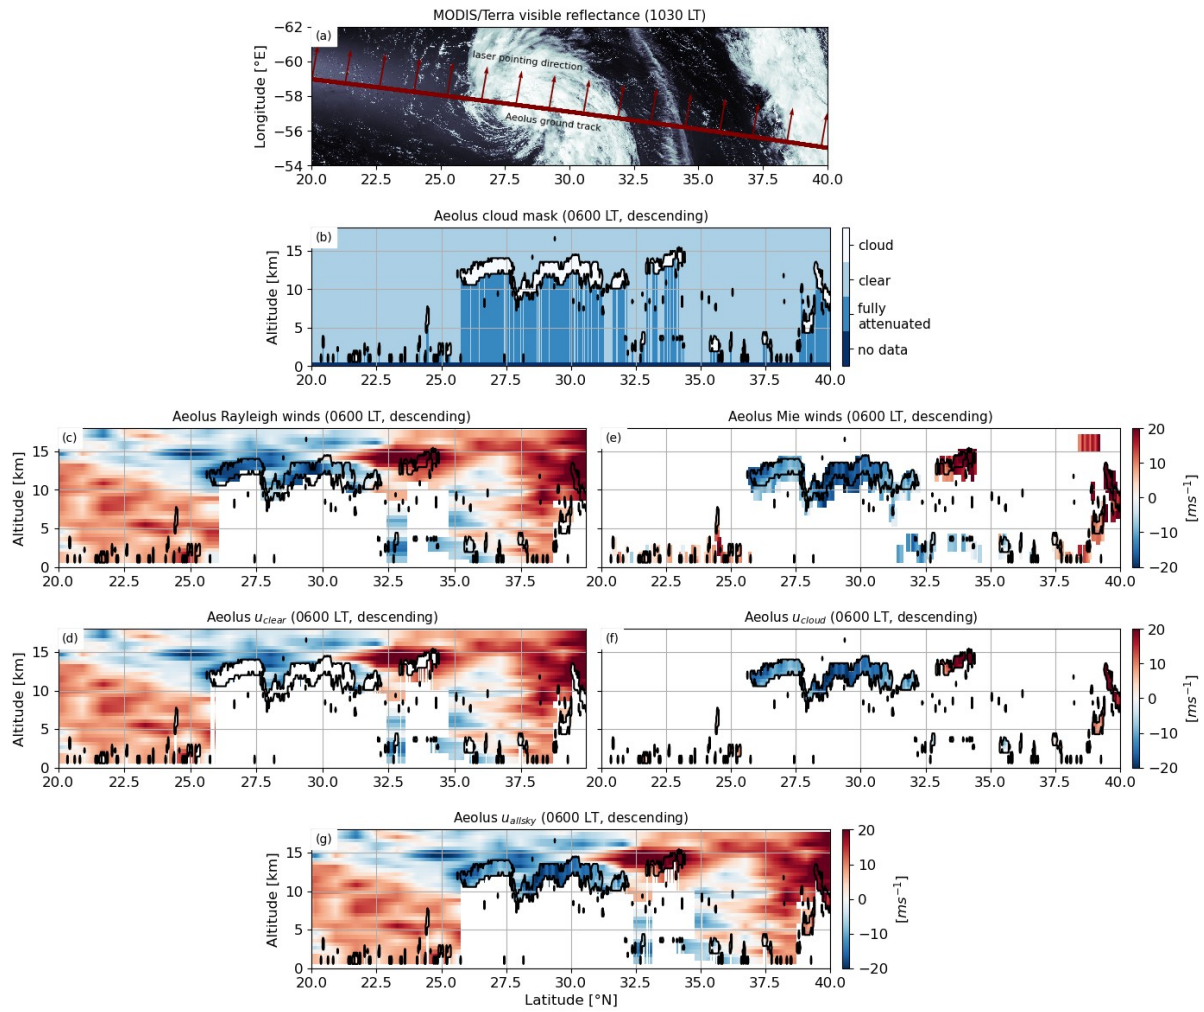 MODIS/Terra visible reflectance (1030 LT)
(a)
laser pointing direction
Aeolus ground track
Longitude [°E]
−62
−60
−58
−56
−54
20.0 22.5 25.0 27.5 30.0 32.5 35.0 37.5 40.0
Aeolus cloud mask (0600 LT, descending)
(b)
Altitude [km]
15
10
5
0
20.0 22.5 25.0 27.5 30.0 32.5 35.0 37.5 40.0
cloud
clear
fully
attenuated
no data
Aeolus Rayleigh winds (0600 LT, descending)
(c)
Altitude [km]
15
10
5
0
20.0 22.5 25.0 27.5 30.0 32.5 35.0 37.5
Aeolus Mie winds (0600 LT, descending)
(e)
20.0 22.5 25.0 27.5 30.0 32.5 35.0 37.5 40.0
20
10
0
−10
−20
[ms⁻¹]
Aeolus u_clear (0600 LT, descending)
(d)
Altitude [km]
15
10
5
0
20.0 22.5 25.0 27.5 30.0 32.5 35.0 37.5
Aeolus u_cloud (0600 LT, descending)
(f)
20.0 22.5 25.0 27.5 30.0 32.5 35.0 37.5 40.0
20
10
0
−10
−20
[ms⁻¹]
Aeolus u_allsky (0600 LT, descending)
(g)
Altitude [km]
15
10
5
0
20.0 22.5 25.0 27.5 30.0 32.5 35.0 37.5 40.0
Latitude [°N]
20
10
0
−10
−20
[ms⁻¹]